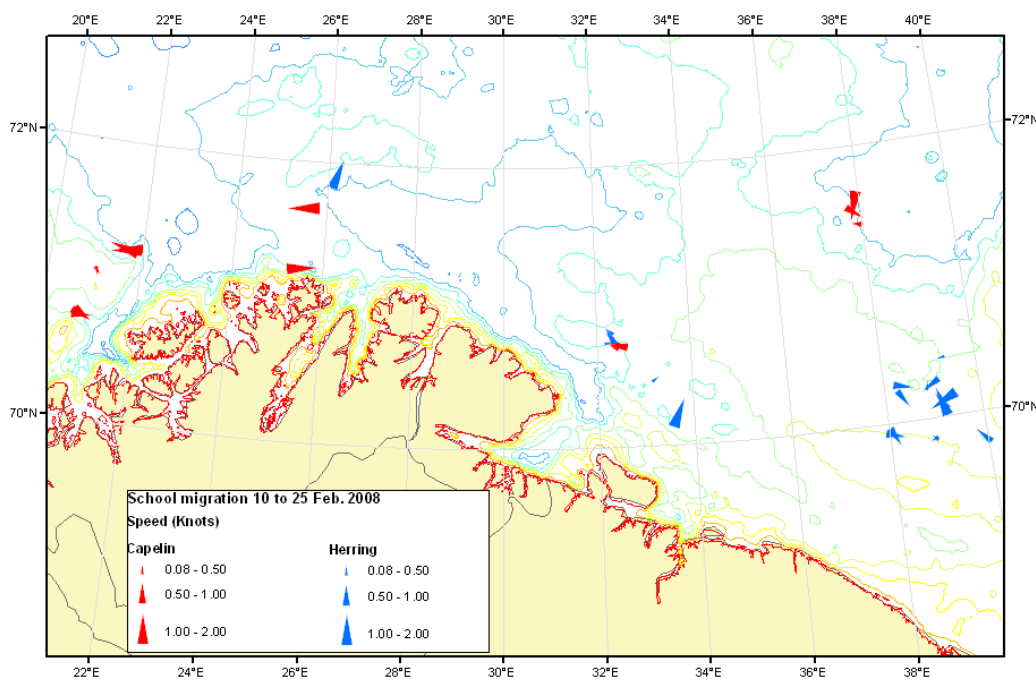 20°E 22°E 24°E 26°E 28°E 30°E 32°E 34°E 36°E 38°E 40°E
72°N 72°N
70°N 70°N
School migration 10 to 25 Feb. 2008
Speed (Knots)
Capelin Herring
0.08 - 0.50 0.08 - 0.50
0.50 - 1.00 0.50 - 1.00
1.00 - 2.00 1.00 - 2.00
22°E 24°E 26°E 28°E 30°E 32°E 34°E 36°E 38°E